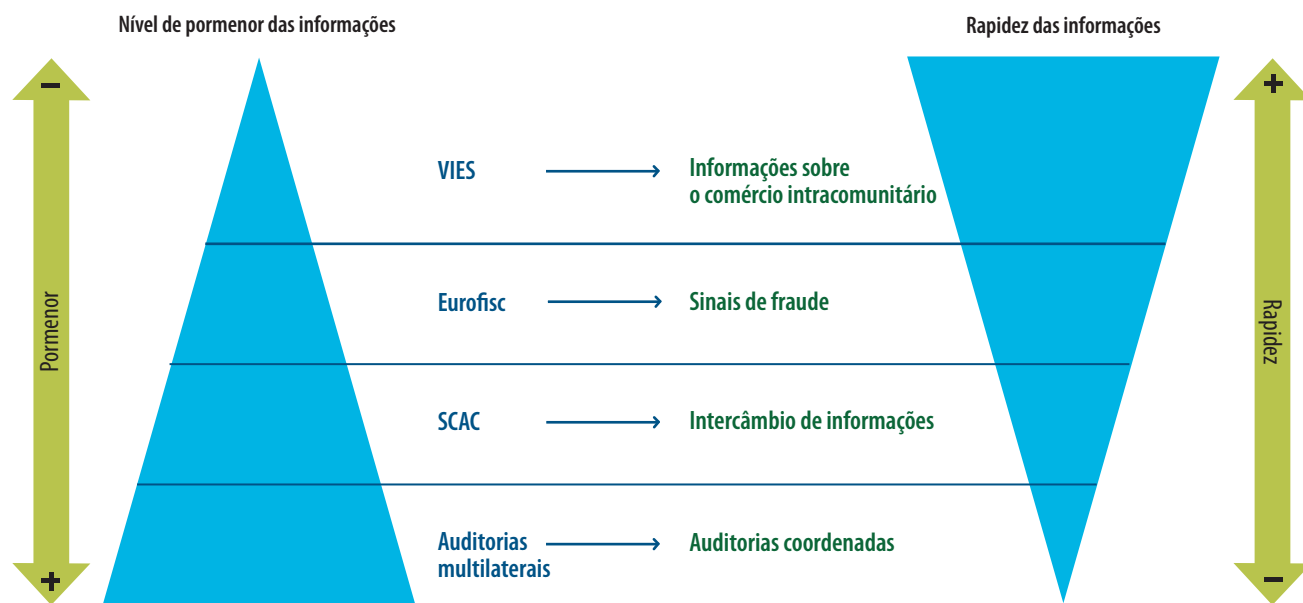 Nível de pormenor das informações
Rapidez das informações
−
+
VIES
Informações sobre
o comércio intracomunitário
Eurofisc
Sinais de fraude
Pormenor
Rapidez
SCAC
Intercâmbio de informações
Auditorias
multilaterais
Auditorias coordenadas
+
−